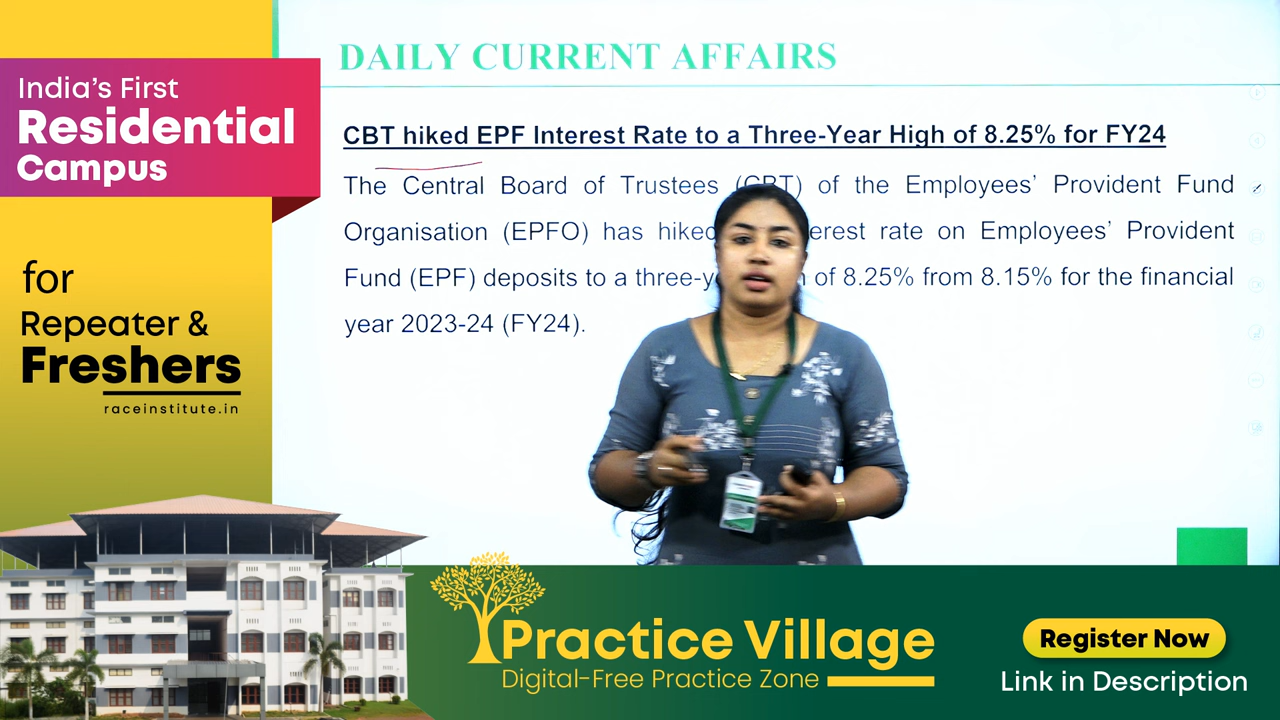 India's First
Residential
Campus
for
Repeater &
Freshers
raceinstitute.in
DAILY CURRENT AFFAIRS
CBT hiked EPF Interest Rate to a Three-Year High of 8.25% for FY24
The Central Board of Trustees (CBT) of the Employees' Provident Fund
Organisation (EPFO) has hiked rate on Employees' Provident
Fund (EPF) deposits to a of 8.25% from 8.15% for the financial
year 2023-24 (FY24).
Practice Village
Digital-Free Practice Zone
Register Now
Link in Description